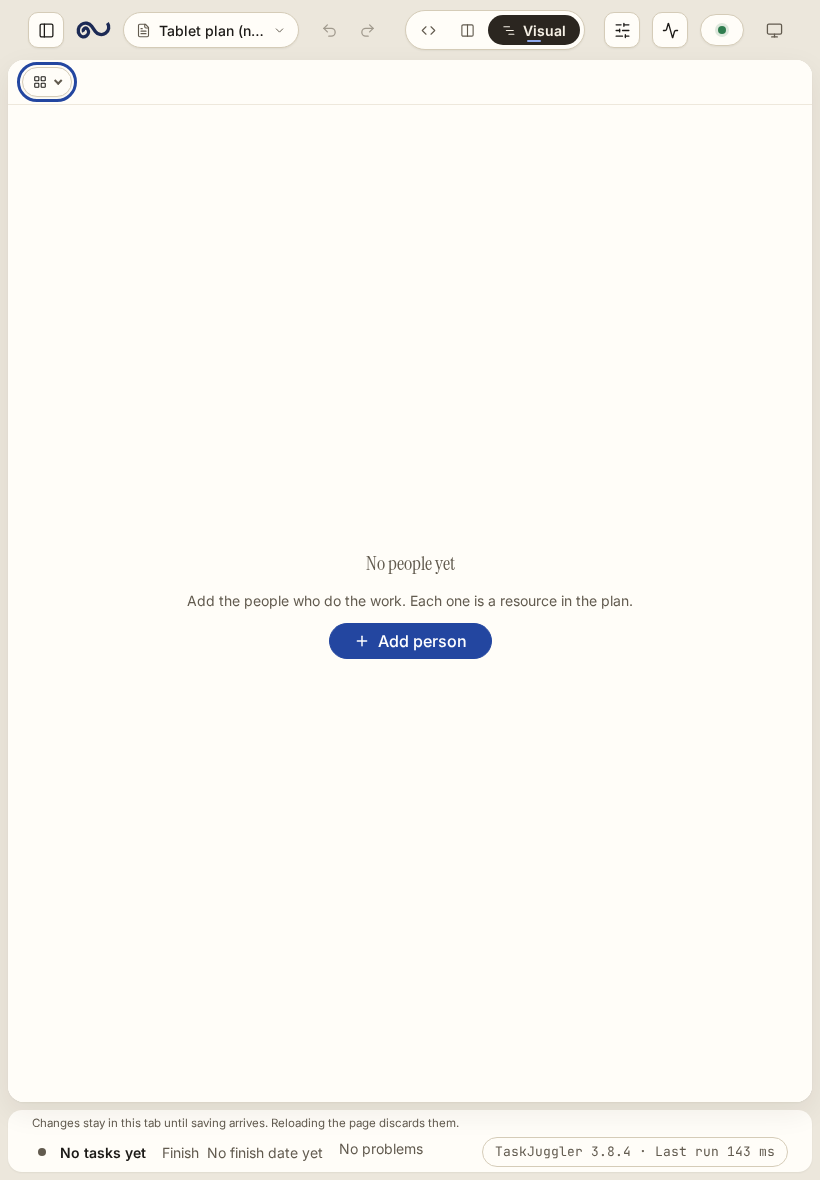 Tablet plan (n...
Visual
No people yet
Add the people who do the work. Each one is a resource in the plan.
Add person
Changes stay in this tab until saving arrives. Reloading the page discards them.
No tasks yet Finish No finish date yet No problems TaskJuggler 3.8.4 · Last run 143 ms